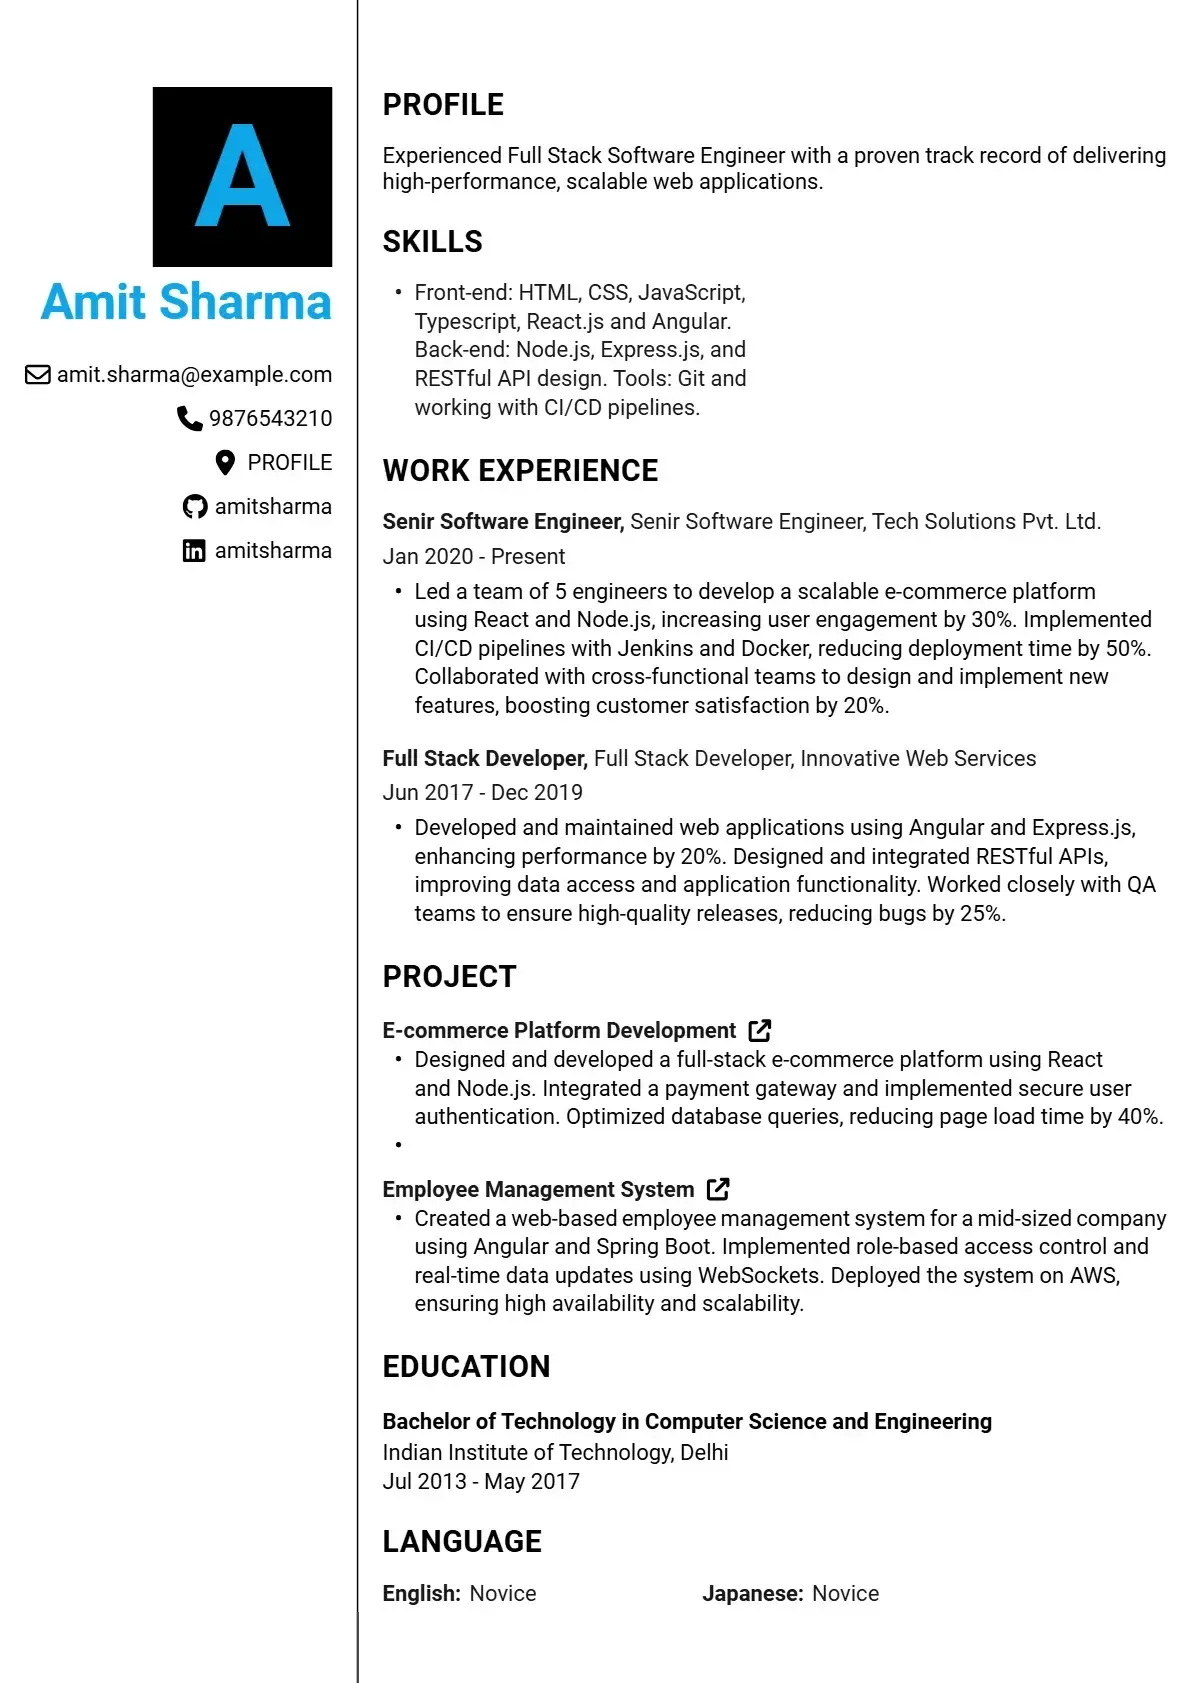 A
Amit Sharma
amit.sharma@example.com
9876543210
PROFILE
amitsharma
in amitsharma
PROFILE
Experienced Full Stack Software Engineer with a proven track record of delivering
high-performance, scalable web applications.
SKILLS
• Front-end: HTML, CSS, JavaScript,
Typescript, React.js and Angular.
Back-end: Node.js, Express.js, and
RESTful API design. Tools: Git and
working with CI/CD pipelines.
WORK EXPERIENCE
Senir Software Engineer, Senir Software Engineer, Tech Solutions Pvt. Ltd.
Jan 2020 - Present
• Led a team of 5 engineers to develop a scalable e-commerce platform
using React and Node.js, increasing user engagement by 30%. Implemented
CI/CD pipelines with Jenkins and Docker, reducing deployment time by 50%.
Collaborated with cross-functional teams to design and implement new
features, boosting customer satisfaction by 20%.
Full Stack Developer, Full Stack Developer, Innovative Web Services
Jun 2017 - Dec 2019
• Developed and maintained web applications using Angular and Express.js,
enhancing performance by 20%. Designed and integrated RESTful APIs,
improving data access and application functionality. Worked closely with QA
teams to ensure high-quality releases, reducing bugs by 25%.
PROJECT
E-commerce Platform Development
• Designed and developed a full-stack e-commerce platform using React
and Node.js. Integrated a payment gateway and implemented secure user
authentication. Optimized database queries, reducing page load time by 40%.
•
Employee Management System
• Created a web-based employee management system for a mid-sized company
using Angular and Spring Boot. Implemented role-based access control and
real-time data updates using WebSockets. Deployed the system on AWS,
ensuring high availability and scalability.
EDUCATION
Bachelor of Technology in Computer Science and Engineering
Indian Institute of Technology, Delhi
Jul 2013 - May 2017
LANGUAGE
English: Novice Japanese: Novice